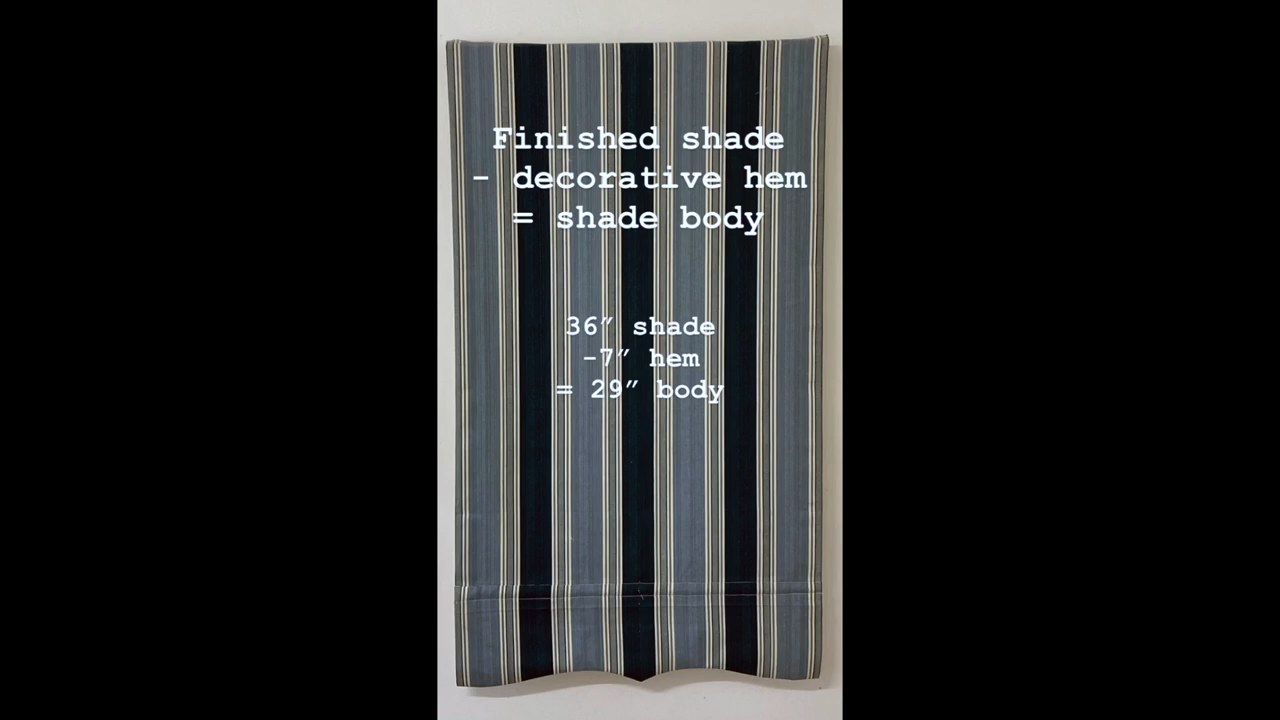 Finished shade
- decorative hem
= shade body
36″ shade
-7″ hem
= 29″ body